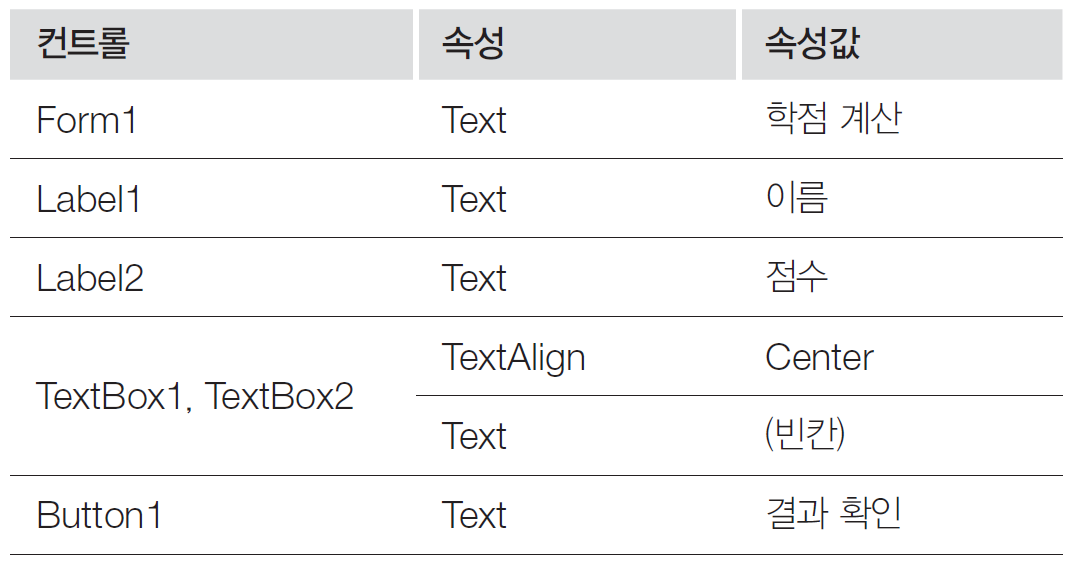 컨트롤 속성 속성값
Form1 Text 학점 계산
Label1 Text 이름
Label2 Text 점수
TextBox1, TextBox2 TextAlign Center
Text (빈칸)
Button1 Text 결과 확인